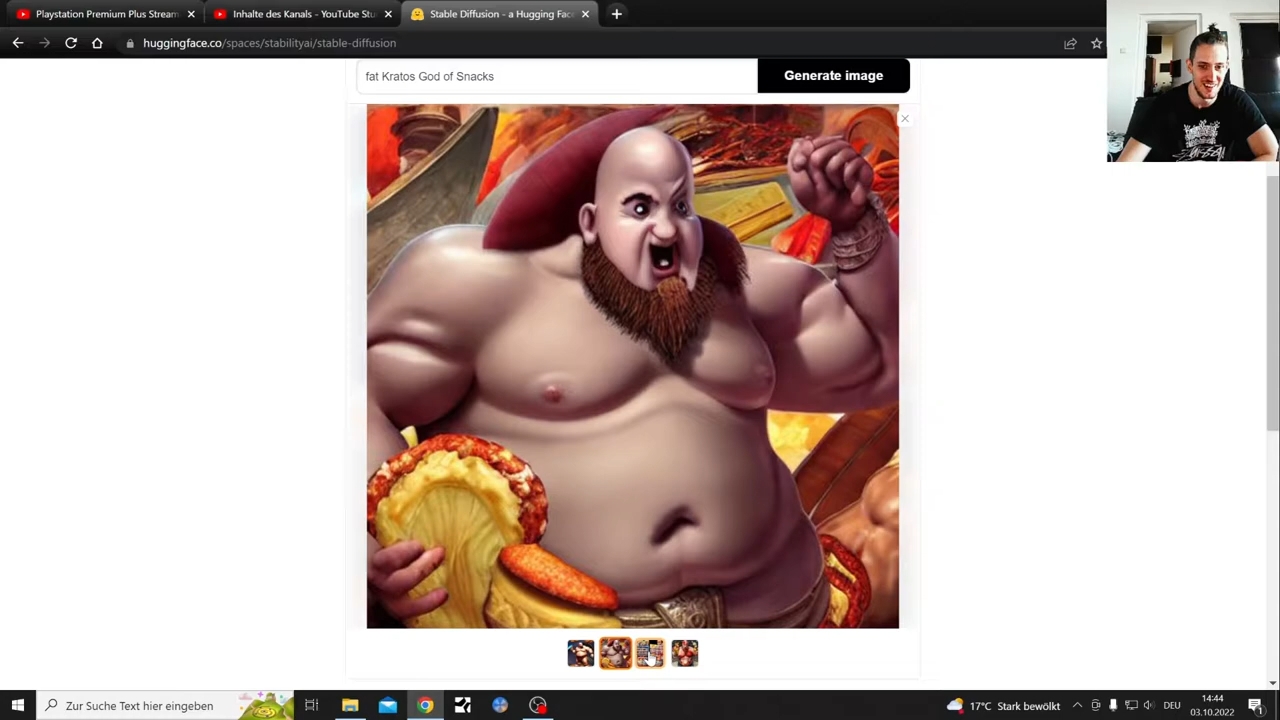 Playstation Premium Plus Stream
Inhalte des Kanals - YouTube Stu
Stable Diffusion - a Hugging Face
huggingface.co/spaces/stabilityai/stable-diffusion
fat Kratos God of Snacks
Generate image
Zur Suche Text hier eingeben
17°C Stark bewölkt
DEU
14:44
03.10.2022